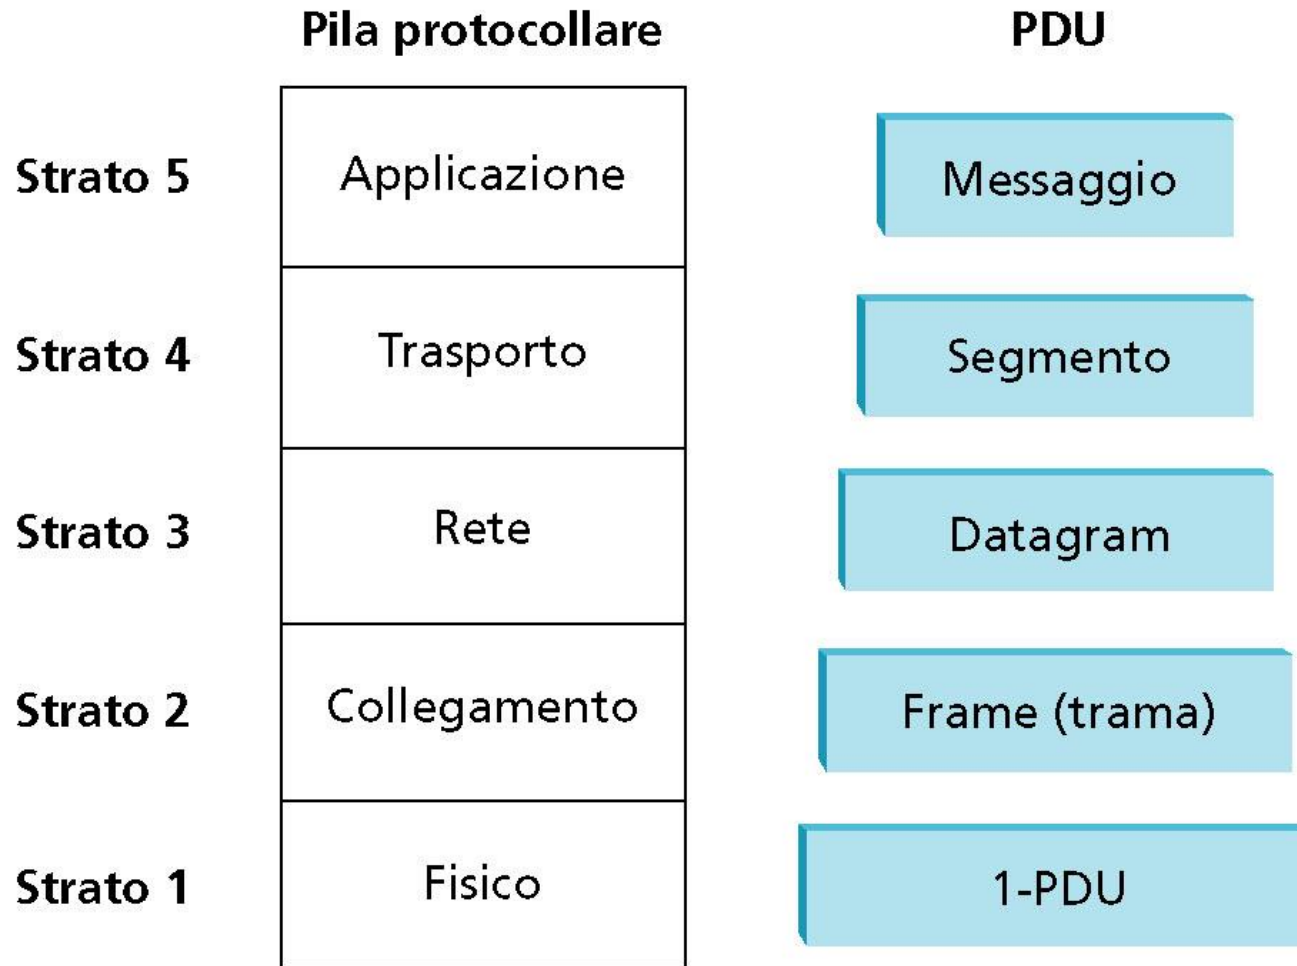 Pila protocollare PDU
Strato 5 Applicazione Messaggio
Strato 4 Trasporto Segmento
Strato 3 Rete Datagram
Strato 2 Collegamento Frame (trama)
Strato 1 Fisico 1-PDU